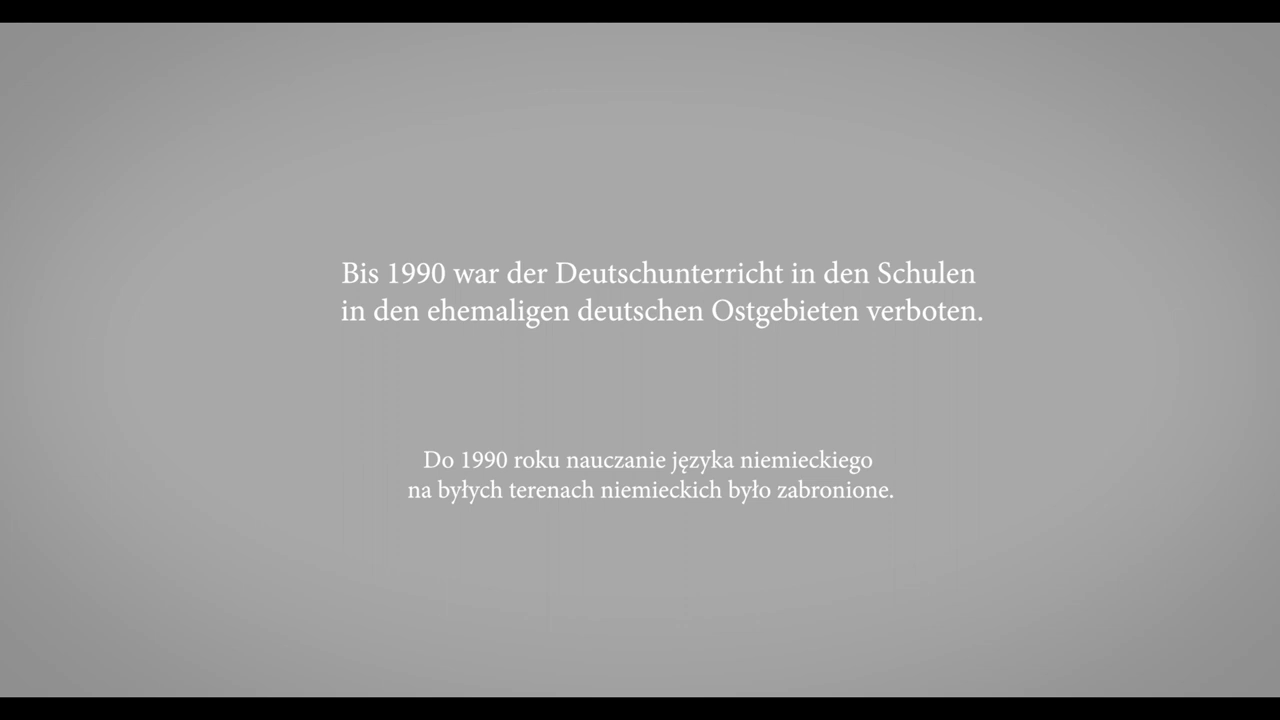 Bis 1990 war der Deutschunterricht in den Schulen
in den ehemaligen deutschen Ostgebieten verboten.
Do 1990 roku nauczanie języka niemieckiego
na byłych terenach niemieckich było zabronione.